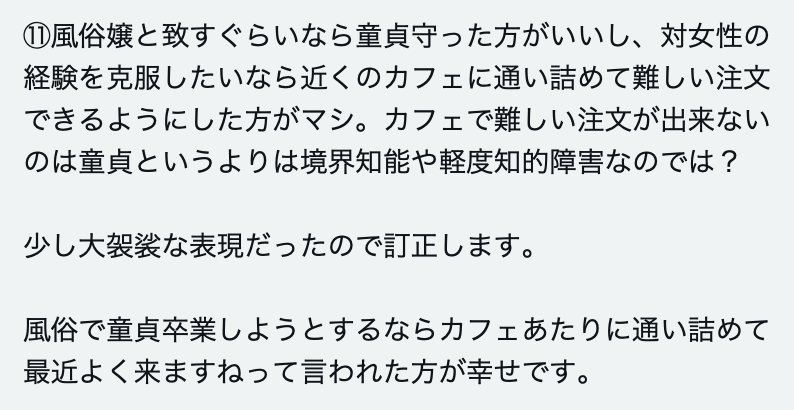 ⑪風俗嬢と致すぐらいなら童貞守った方がいいし、対女性の
経験を克服したいなら近くのカフェに通い詰めて難しい注文
できるようにした方がマシ。カフェで難しい注文が出来ない
のは童貞というよりは境界知能や軽度知的障害なのでは？
少し大袈裟な表現だったので訂正します。
風俗で童貞卒業しようとするならカフェあたりに通い詰めて
最近よく来ますねって言われた方が幸せです。